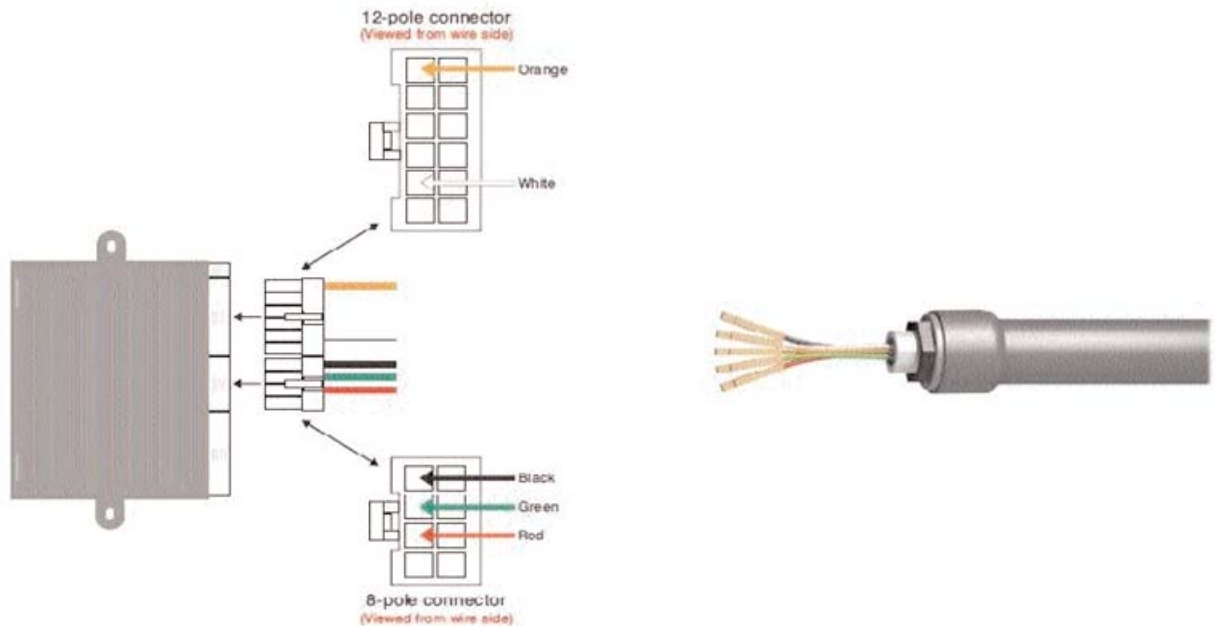 12-pole connector
(Viewed from wire side)
Orange
White
Black
Green
Rod
8-pole connector
(Viewed from wire side)